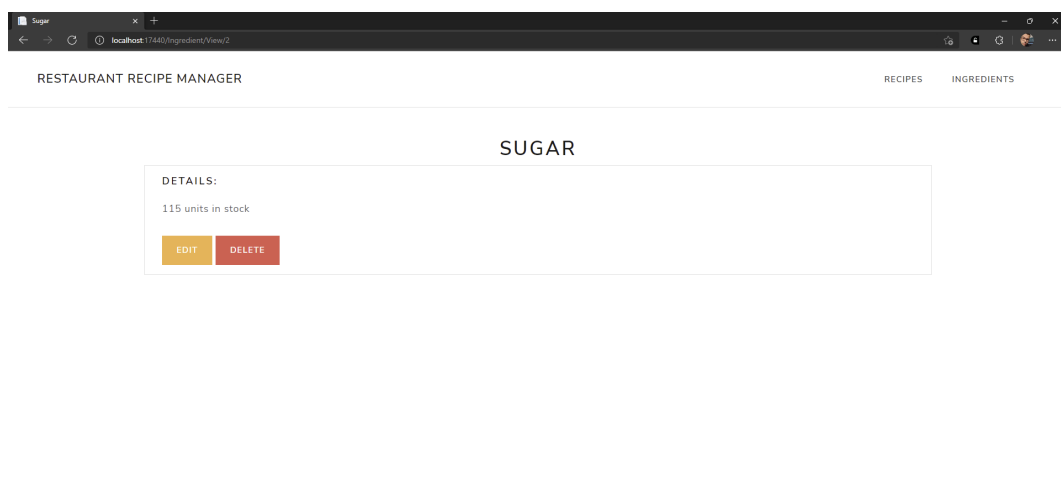 Sugar
localhost:17440/Ingredient/View/2
RESTAURANT RECIPE MANAGER
RECIPES INGREDIENTS
SUGAR
DETAILS:
115 units in stock
EDIT DELETE